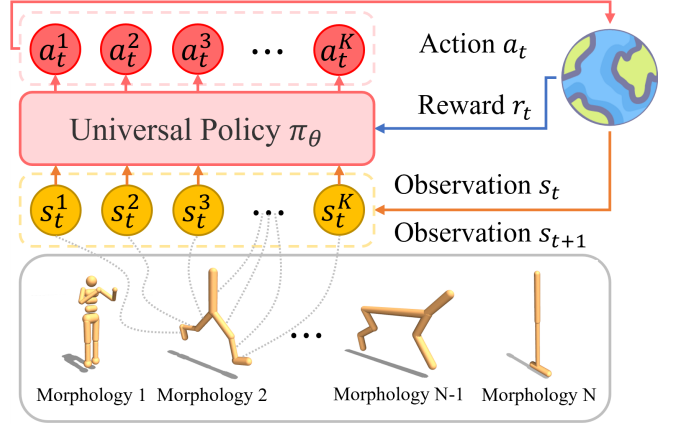 a_t^1 a_t^2 a_t^3 ... a_t^K
Action a_t
Reward r_t
Universal Policy π_θ
Observation s_t
s_t^1 s_t^2 s_t^3 ... s_t^K
Observation s_{t+1}
...
Morphology 1 Morphology 2 Morphology N-1 Morphology N